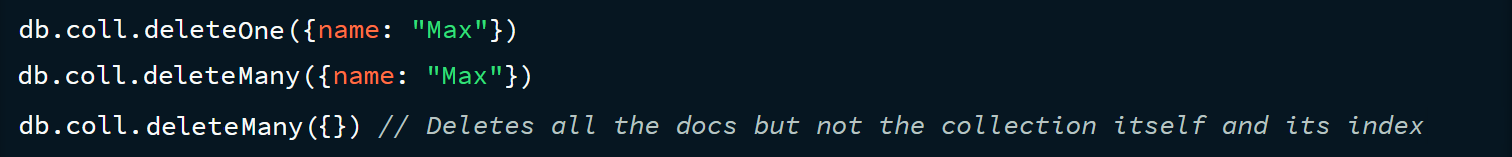 db.coll.deleteOne({name: "Max"})
db.coll.deleteMany({name: "Max"})
db.coll.deleteMany({}) // Deletes all the docs but not the collection itself and its index